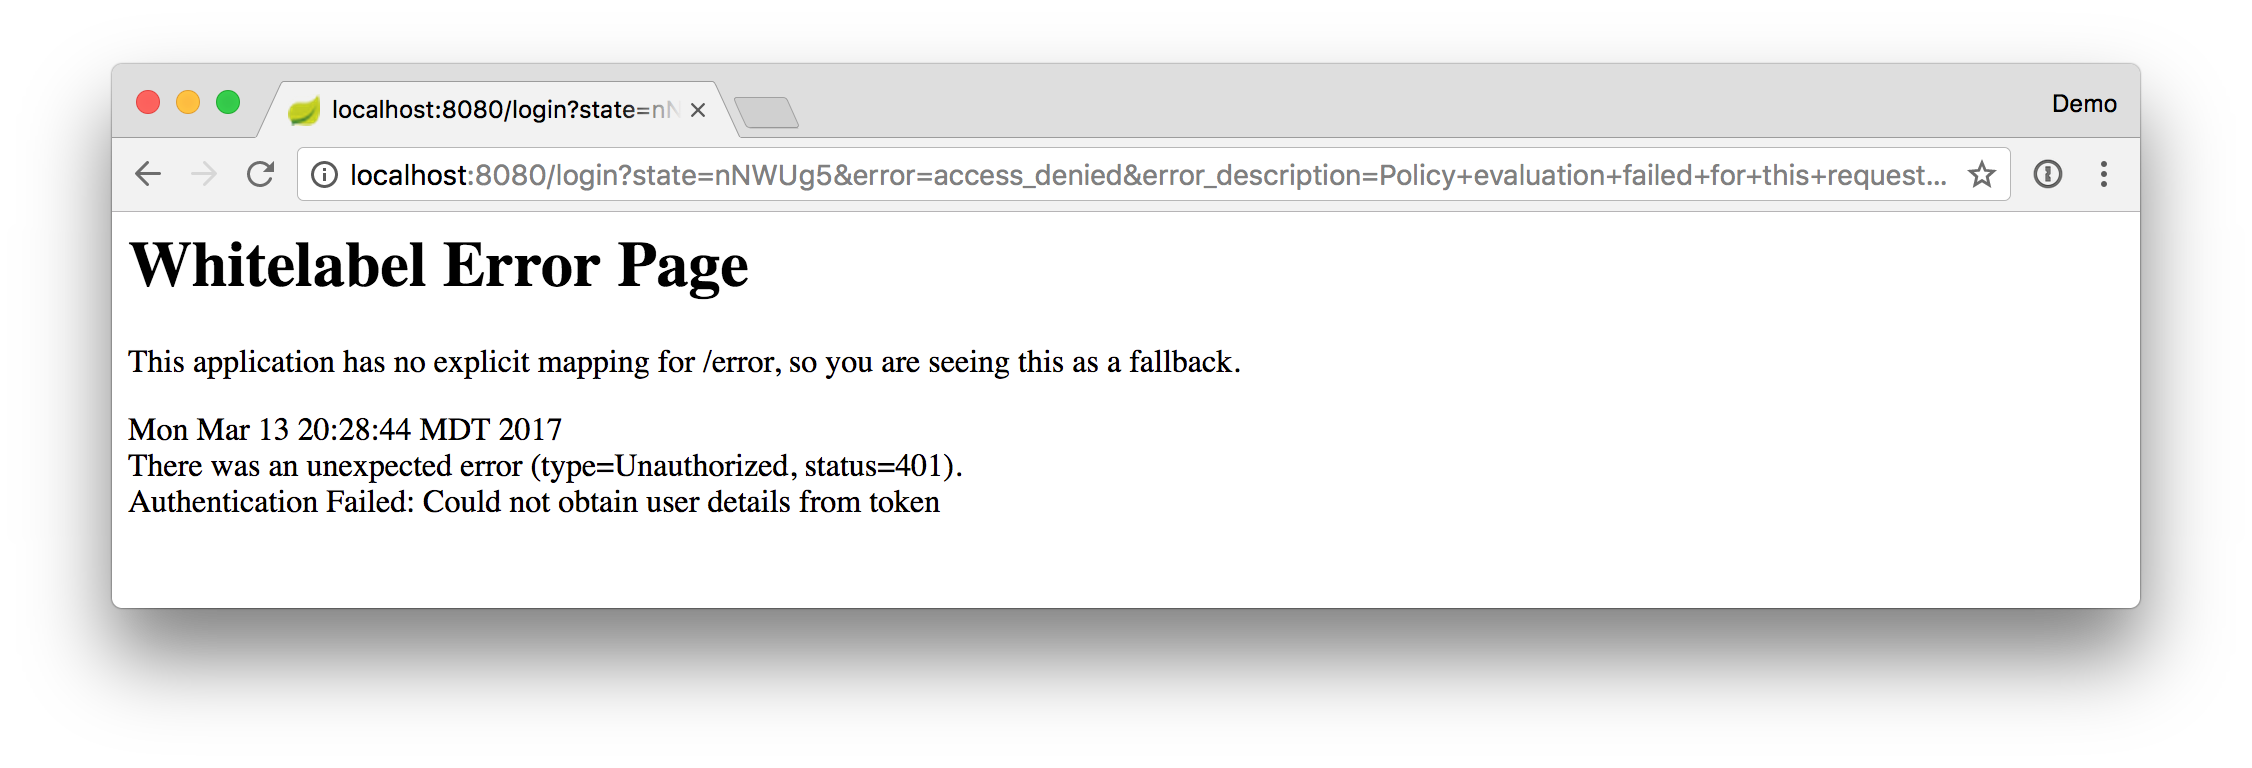 localhost:8080/login?state=nN
Demo
localhost:8080/login?state=nNWUg5&error=access_denied&error_description=Policy+evaluation+failed+for+this+request...
Whitelabel Error Page
This application has no explicit mapping for /error, so you are seeing this as a fallback.
Mon Mar 13 20:28:44 MDT 2017
There was an unexpected error (type=Unauthorized, status=401).
Authentication Failed: Could not obtain user details from token